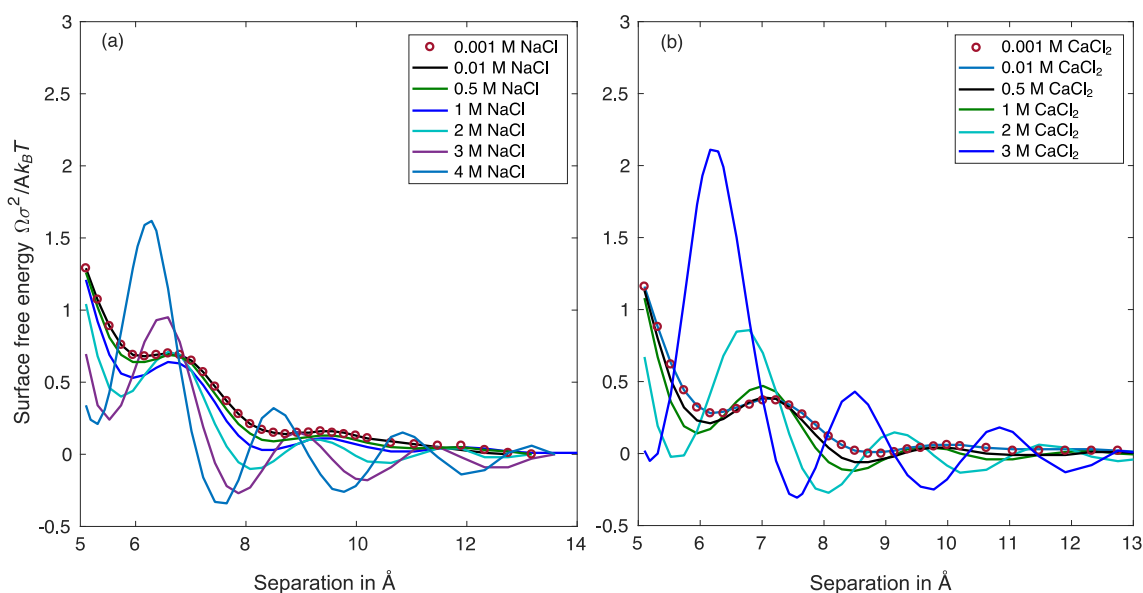 (a)
0.001 M NaCl
0.01 M NaCl
0.5 M NaCl
1 M NaCl
2 M NaCl
3 M NaCl
4 M NaCl
3
2.5
2
1.5
1
0.5
0
-0.5
5
6
8
10
12
14
Surface free energy Ωσ²/Ak_BT
Separation in Å
(b)
0.001 M CaCl₂
0.01 M CaCl₂
0.5 M CaCl₂
1 M CaCl₂
2 M CaCl₂
3 M CaCl₂
3
2.5
2
1.5
1
0.5
0
-0.5
5
6
7
8
9
10
11
12
13
Separation in Å